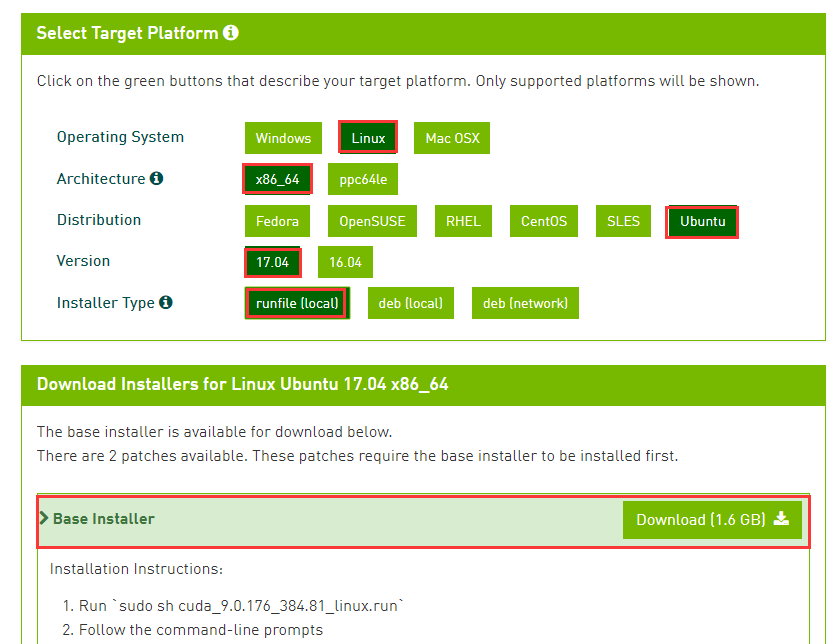 Select Target Platform
Click on the green buttons that describe your target platform. Only supported platforms will be shown.
Operating System Windows Linux Mac OSX
Architecture x86_64 ppc64le
Distribution Fedora OpenSUSE RHEL CentOS SLES Ubuntu
Version 17.04 16.04
Installer Type runfile (local) deb (local) deb (network)
Download Installers for Linux Ubuntu 17.04 x86_64
The base installer is available for download below.
There are 2 patches available. These patches require the base installer to be installed first.
Base Installer Download (1.6 GB)
Installation Instructions:
1. Run `sudo sh cuda_9.0.176_384.81_linux.run`
2. Follow the command-line prompts